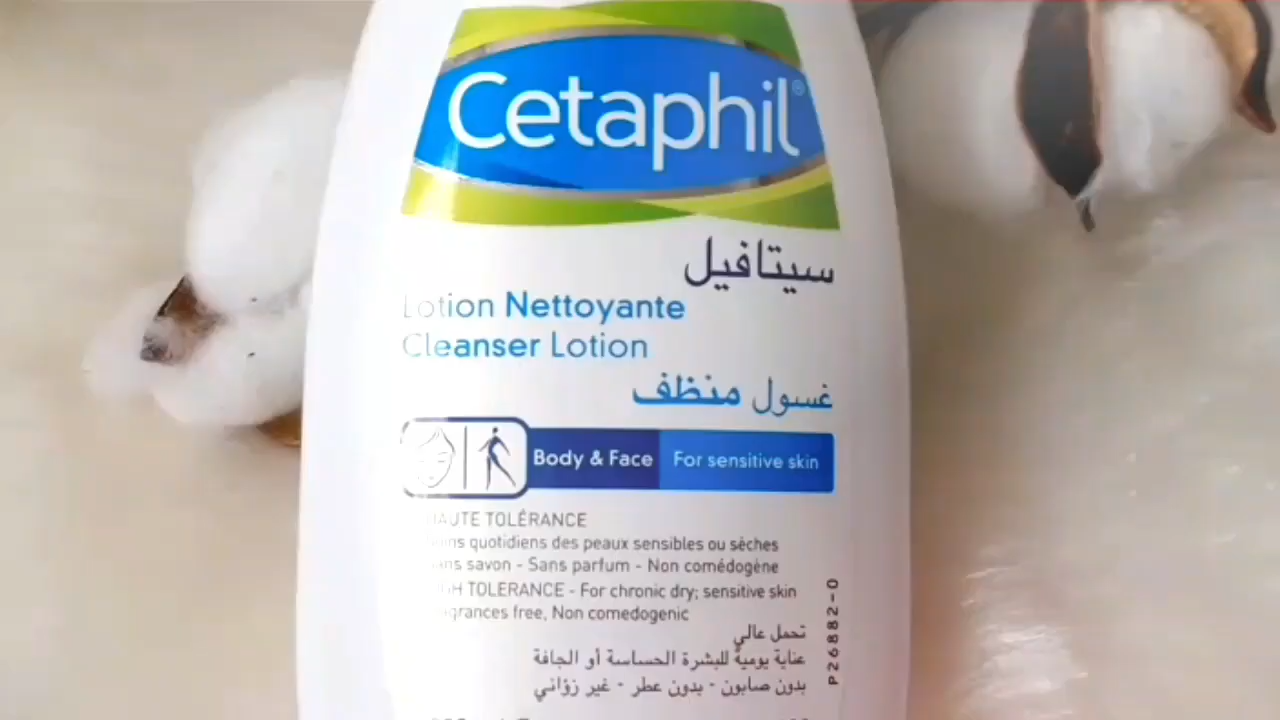 Cetaphil®
سيتافيل
Lotion Nettoyante
Cleanser Lotion
غسول منظف
Body & Face For sensitive skin
HAUTE TOLÉRANCE
quotidiens des peaux sensibles ou sèches
savon - Sans parfum - Non comédogène
TOLERANCE - For chronic dry; sensitive skin
free, Non comedogenic
تحمل عالي
عناية يومية للبشرة الحساسة أو الجافة
بدون صابون - بدون عطر - غير زؤاني
P26882-0